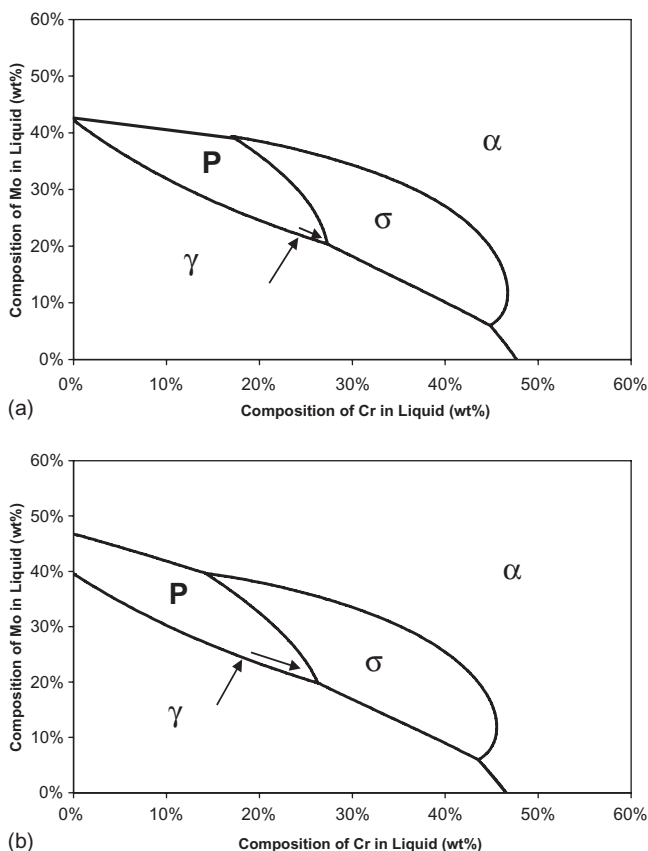 60%
50%
40%
30%
20%
10%
0%
Composition of Mo in Liquid (wt%)
α
P
σ
γ
0% 10% 20% 30% 40% 50% 60%
Composition of Cr in Liquid (wt%)
(a)
60%
50%
40%
30%
20%
10%
0%
Composition of Mo in Liquid (wt%)
α
P
σ
γ
0% 10% 20% 30% 40% 50% 60%
Composition of Cr in Liquid (wt%)
(b)